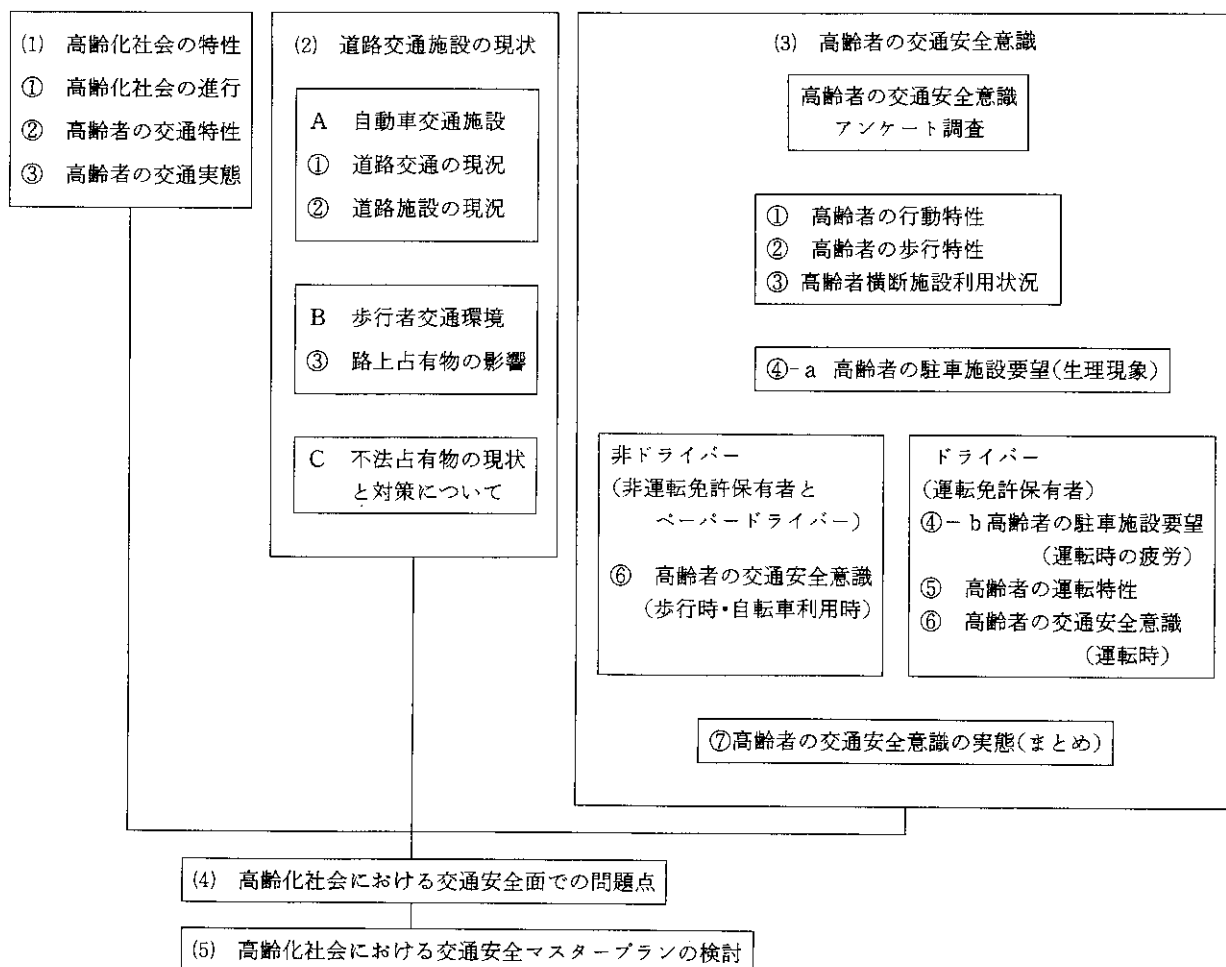 (1) 高齢化社会の特性
① 高齢化社会の進行
② 高齢者の交通特性
③ 高齢者の交通実態
(2) 道路交通施設の現状
A 自動車交通施設
① 道路交通の現況
② 道路施設の現況
B 歩行者交通環境
③ 路上占有物の影響
C 不法占有物の現状
と対策について
(3) 高齢者の交通安全意識
高齢者の交通安全意識
アンケート調査
① 高齢者の行動特性
② 高齢者の歩行特性
③ 高齢者横断施設利用状況
④-a 高齢者の駐車施設要望(生理現象)
非ドライバー
(非運転免許保有者と
ペーパードライバー)
⑥ 高齢者の交通安全意識
(歩行時・自転車利用時)
ドライバー
(運転免許保有者)
④-b高齢者の駐車施設要望
(運転時の疲労)
⑤ 高齢者の運転特性
⑥ 高齢者の交通安全意識
(運転時)
⑦高齢者の交通安全意識の実態(まとめ)
(4) 高齢化社会における交通安全面での問題点
(5) 高齢化社会における交通安全マスタープランの検討